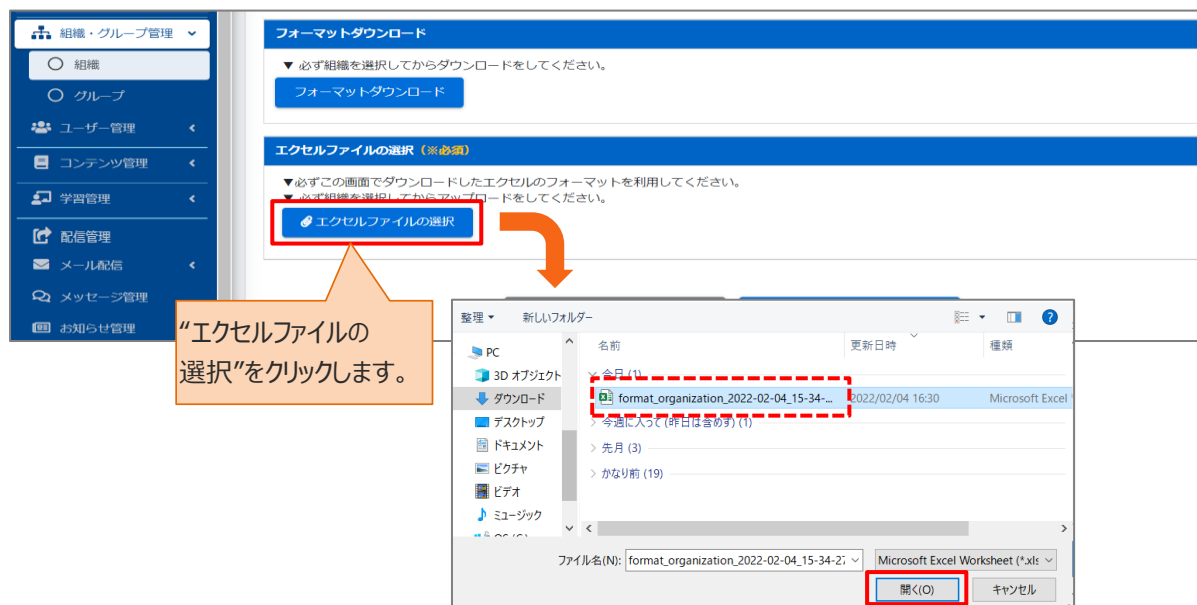 組織・グループ管理
組織
グループ
ユーザー管理
コンテンツ管理
学習管理
配信管理
メール配信
メッセージ管理
お知らせ管理
フォーマットダウンロード
▼ 必ず組織を選択してからダウンロードをしてください。
フォーマットダウンロード
エクセルファイルの選択（※必須）
▼必ずこの画面でダウンロードしたエクセルのフォーマットを利用してください。
▼ 必ず組織を選択してからアップロードをしてください。
エクセルファイルの選択
“エクセルファイルの
選択”をクリックします。
整理 新しいフォルダー
名前 更新日時 種類
PC
3D オブジェクト
ダウンロード
デスクトップ
ドキュメント
ピクチャ
ビデオ
ミュージック
今日 (1)
format_organization_2022-02-04_15-34-... 2022/02/04 16:30 Microsoft Excel
今週に入って (昨日は含めず) (1)
先月 (3)
かなり前 (19)
ファイル名(N): format_organization_2022-02-04_15-34-27 Microsoft Excel Worksheet (*.xls
開く(O) キャンセル